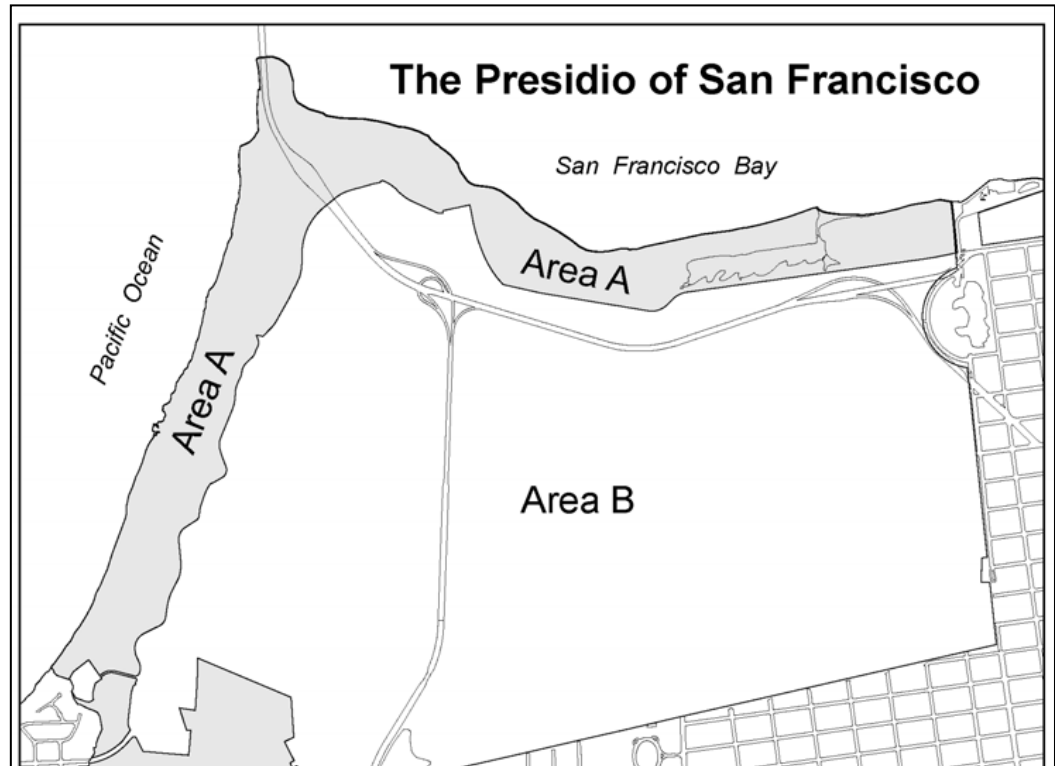 The Presidio of San Francisco
San Francisco Bay
Pacific Ocean
Area A
Area A
Area B